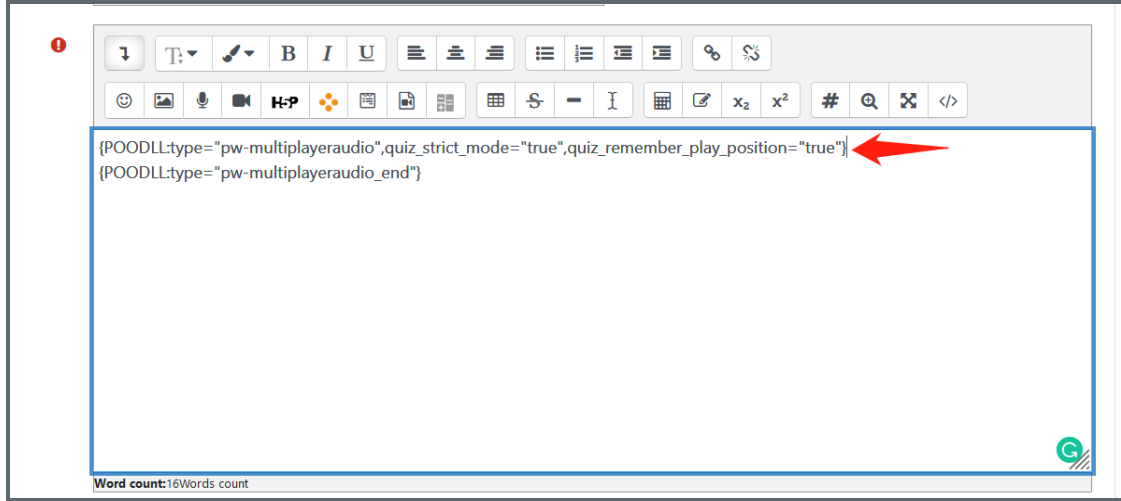 B I U
H-P
S
x₂ x² # </>
{POODLL:type="pw-multiplayeraudio",quiz_strict_mode="true",quiz_remember_play_position="true"}
{POODLL:type="pw-multiplayeraudio_end"}
Word count:16Words count